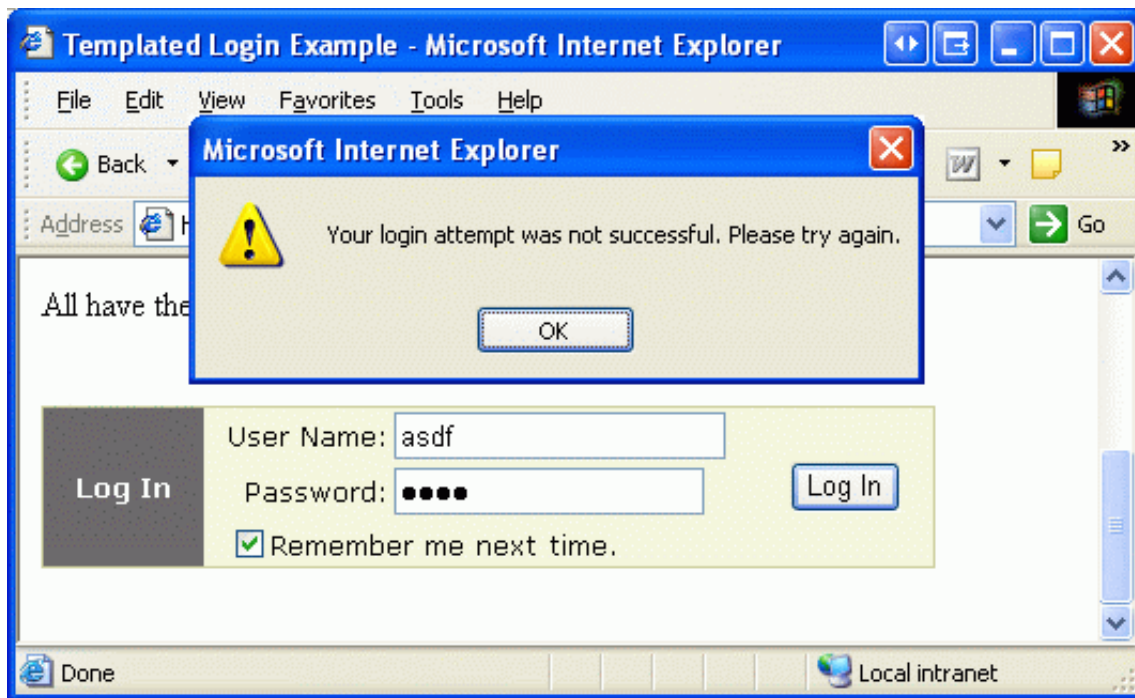 Templated Login Example - Microsoft Internet Explorer
File Edit View Favorites Tools Help
Microsoft Internet Explorer
Back
W
»
Address
Your login attempt was not successful. Please try again.
Go
All have the
OK
Log In
User Name: asdf
Password: ●●●●
Log In
Remember me next time.
Done
Local intranet